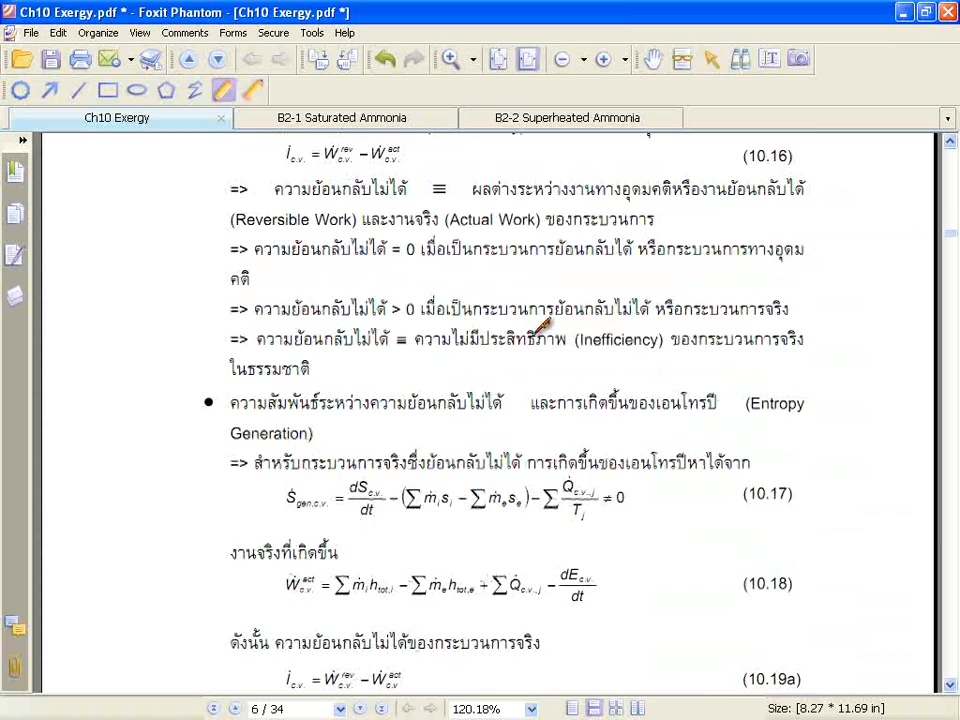 Ch10 Exergy.pdf * - Foxit Phantom - [Ch10 Exergy.pdf *]
File Edit Organize View Comments Forms Secure Tools Help
Ch10 Exergy B2-1 Saturated Ammonia B2-2 Superheated Ammonia
İc.v. = Ẇc.v.^rev − Ẇc.v.^act (10.16)
=> ความย้อนกลับไม่ได้ ≡ ผลต่างระหว่างงานทางอุดมคติหรืองานย้อนกลับได้
(Reversible Work) และงานจริง (Actual Work) ของกระบวนการ
=> ความย้อนกลับไม่ได้ = 0 เมื่อเป็นกระบวนการย้อนกลับได้ หรือกระบวนการทางอุดม
คติ
=> ความย้อนกลับไม่ได้ > 0 เมื่อเป็นกระบวนการย้อนกลับไม่ได้ หรือกระบวนการจริง
=> ความย้อนกลับไม่ได้ ≡ ความไม่มีประสิทธิภาพ (Inefficiency) ของกระบวนการจริง
ในธรรมชาติ
● ความสัมพันธ์ระหว่างความย้อนกลับไม่ได้ และการเกิดขึ้นของเอนโทรปี (Entropy
Generation)
=> สำหรับกระบวนการจริงซึ่งย้อนกลับไม่ได้ การเกิดขึ้นของเอนโทรปีหาได้จาก
Ṡgen,c.v. = dSc.v./dt − (∑ṁi si − ∑ṁe se) − ∑Q̇c.v.,j/Tj ≠ 0 (10.17)
งานจริงที่เกิดขึ้น
Ẇc.v.^act = ∑ṁi htot,i − ∑ṁe htot,e + ∑Q̇c.v.,j − dEc.v./dt (10.18)
ดังนั้น ความย้อนกลับไม่ได้ของกระบวนการจริง
İc.v. = Ẇc.v.^rev − Ẇc.v^act (10.19a)
6 / 34 120.18% Size: [8.27 * 11.69 in]